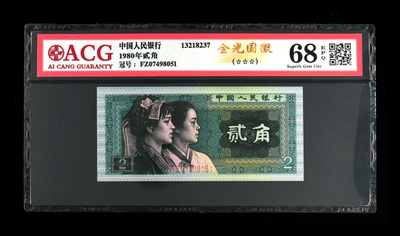 ACG
AI CANG GUARANTY
中国人民银行
1980年贰角
冠号：FZ07498051
13218237
金光国徽
(☆☆☆)
68 EPQ
Superb Gem Unc
中国人民银行
贰角
2
2